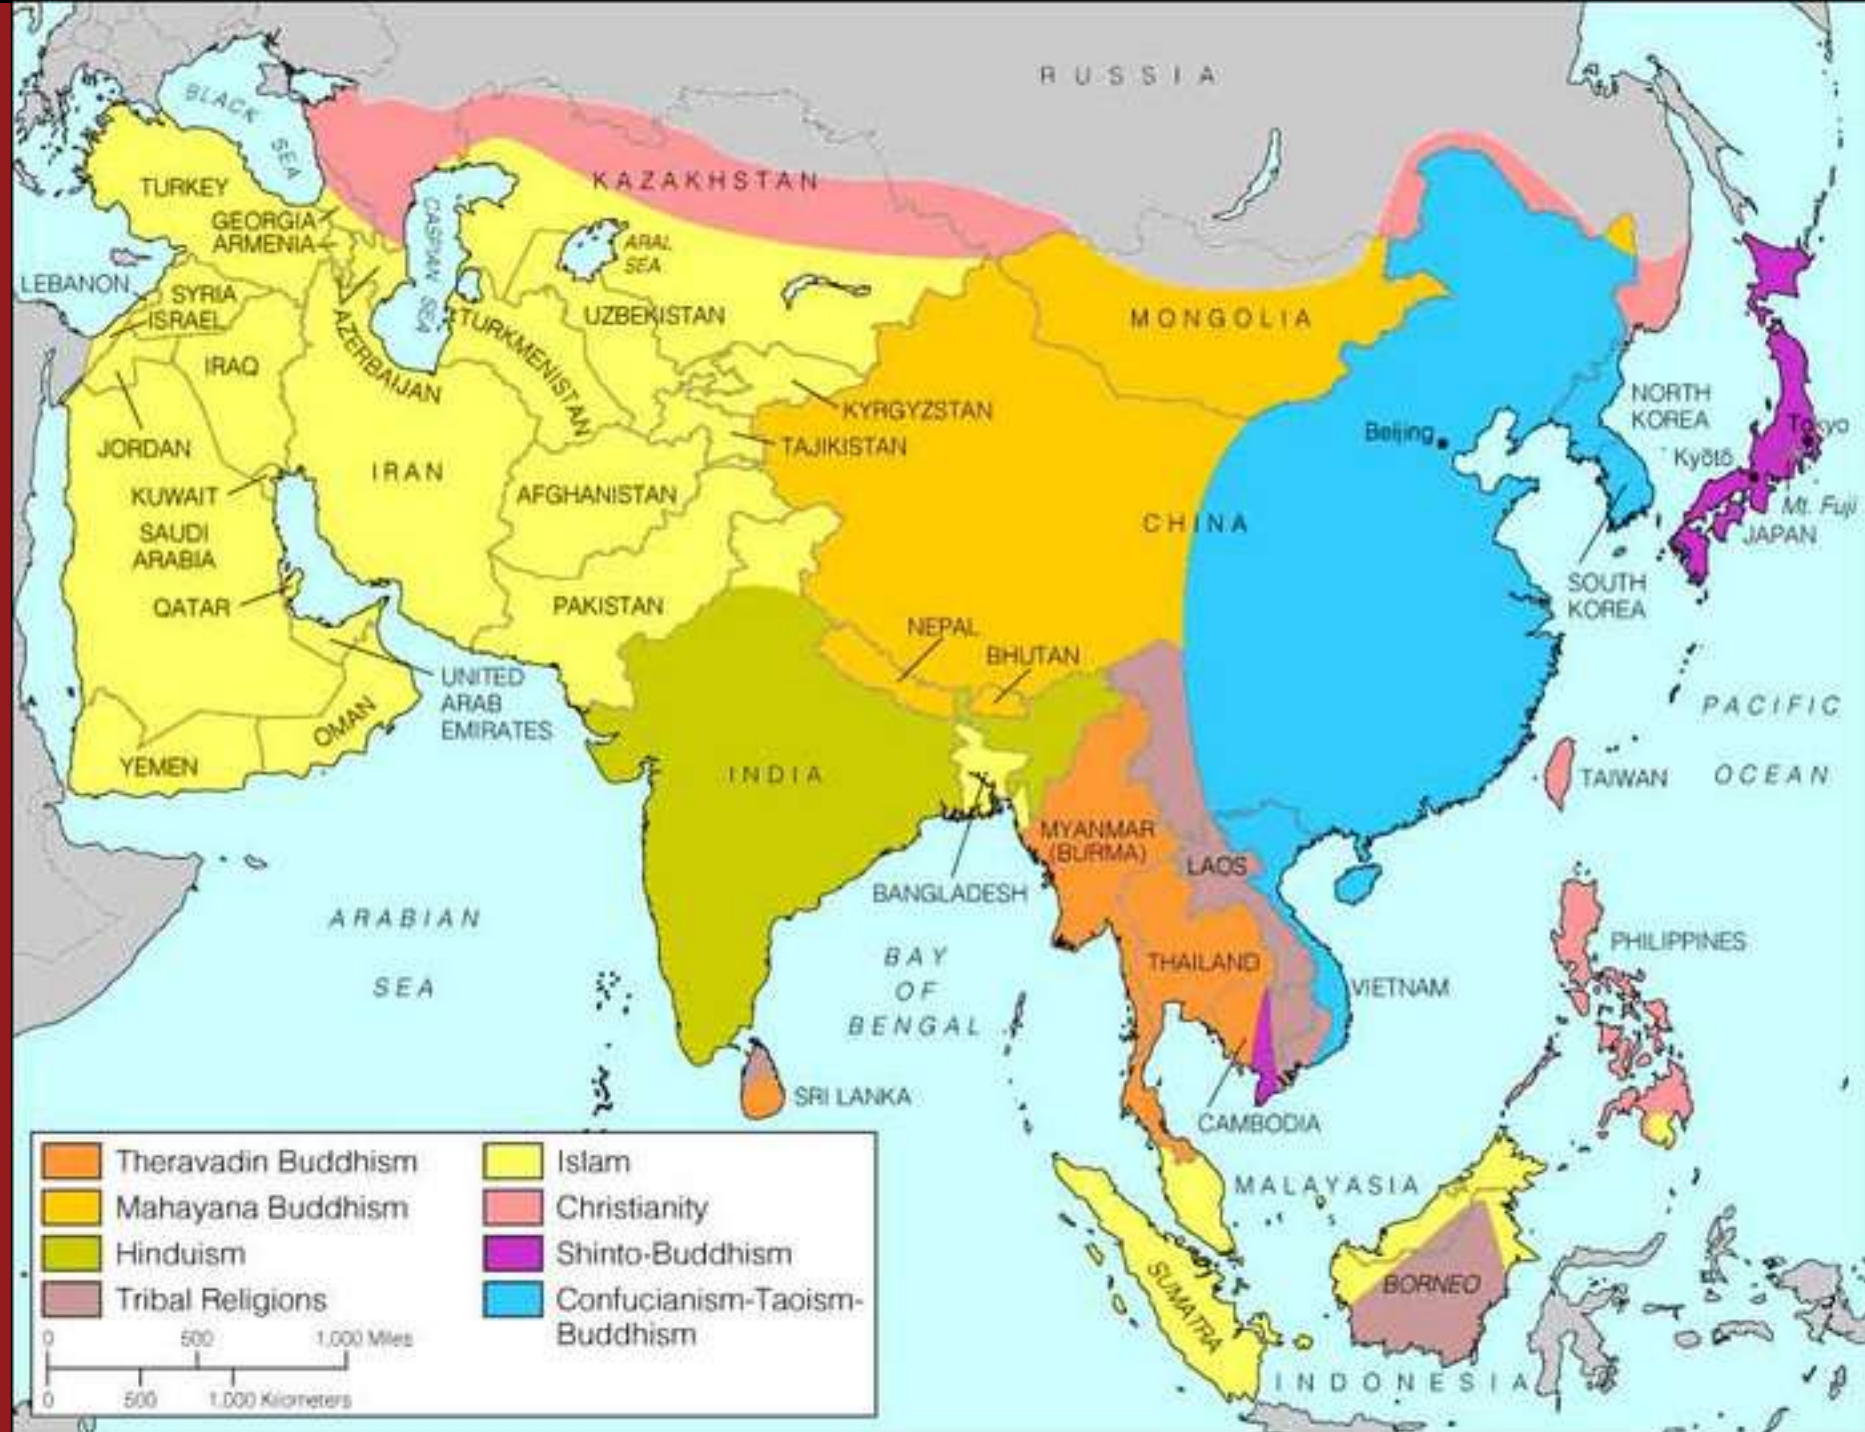 RUSSIA
BLACK
SEA
KAZAKHSTAN
TURKEY
GEORGIA
ARMENIA
CASPIAN
SEA
ARAL
SEA
LEBANON
SYRIA
ISRAEL
TURKMENISTAN
UZBEKISTAN
MONGOLIA
IRAQ
AZERBAIJAN
KYRGYZSTAN
NORTH
KOREA
Beijing
Tokyo
JORDAN
TAJIKISTAN
Kyōtō
IRAN
KUWAIT
AFGHANISTAN
Mt. Fuji
SAUDI
ARABIA
CHINA
JAPAN
QATAR
PAKISTAN
SOUTH
KOREA
NEPAL
BHUTAN
UNITED
ARAB
EMIRATES
OMAN
PACIFIC
OCEAN
YEMEN
INDIA
TAIWAN
MYANMAR
(BURMA)
LAOS
BANGLADESH
ARABIAN
SEA
BAY
OF
BENGAL
THAILAND
PHILIPPINES
VIETNAM
SRI LANKA
CAMBODIA
MALAYASIA
SUMATRA
BORNEO
INDONESIA
Theravadin Buddhism
Mahayana Buddhism
Hinduism
Tribal Religions
Islam
Christianity
Shinto-Buddhism
Confucianism-Taoism-
Buddhism
0 500 1,000 Miles
0 500 1,000 Kilometers